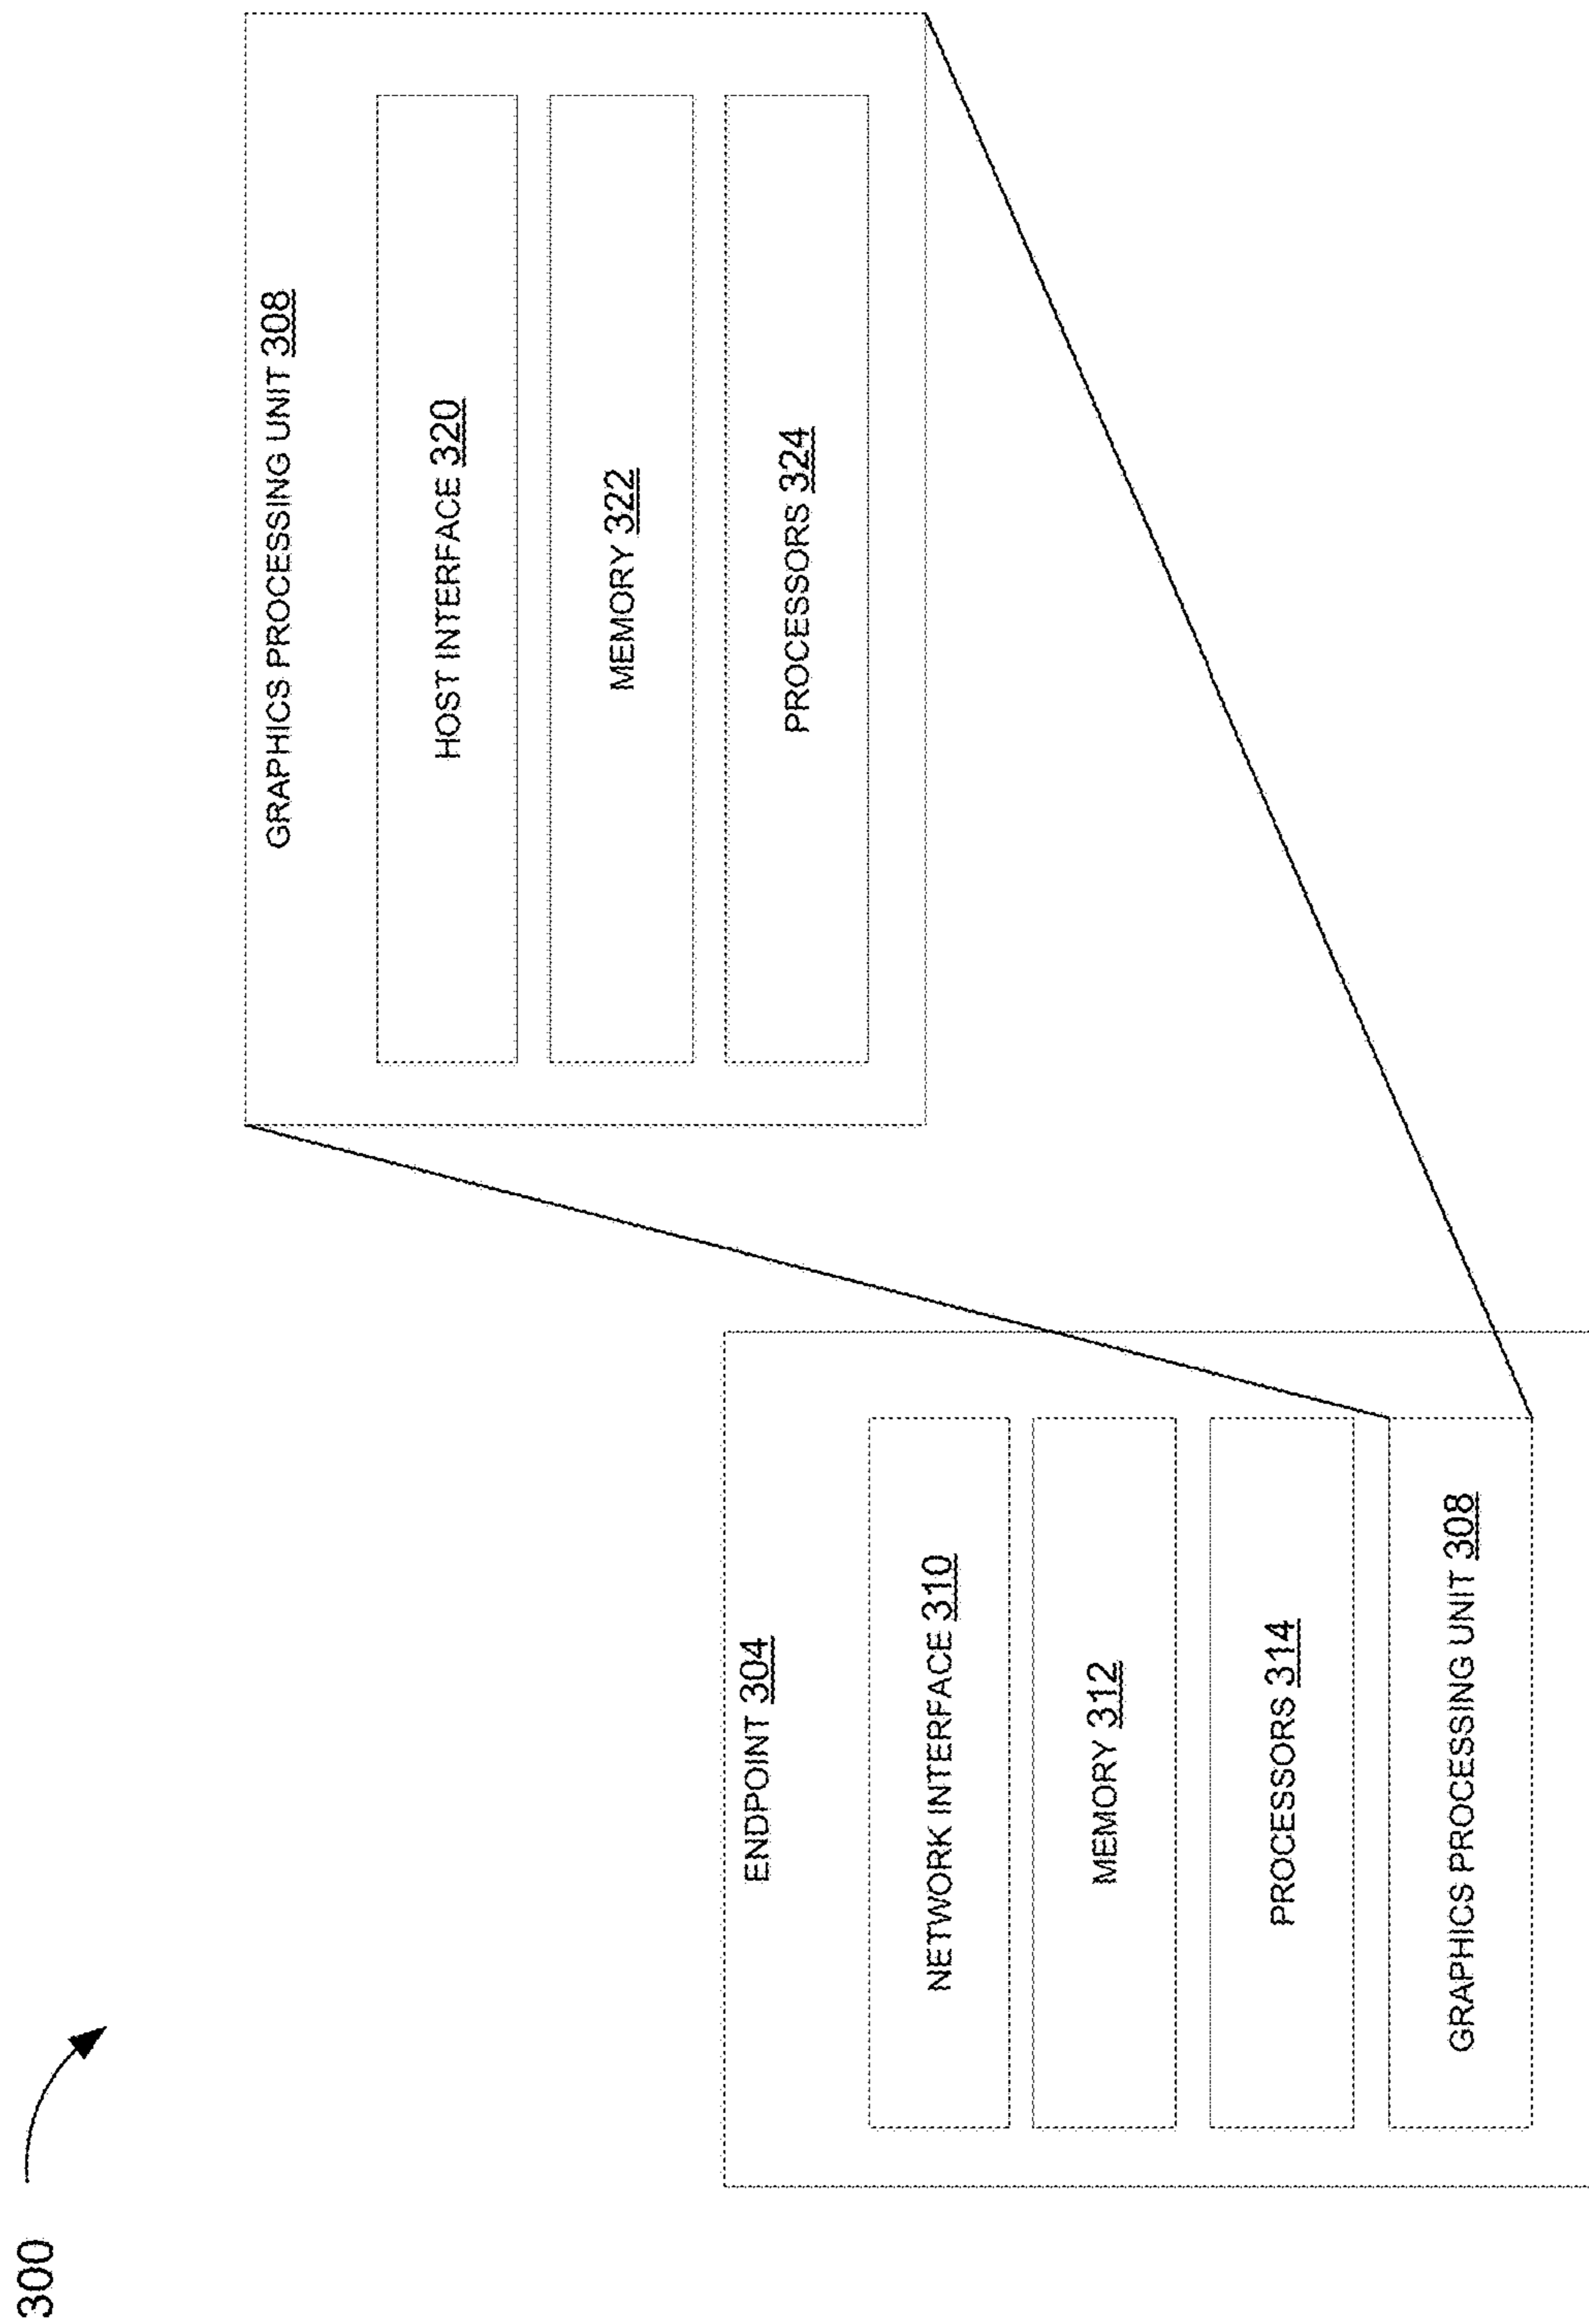 300
ENDPOINT 304
NETWORK INTERFACE 310
MEMORY 312
PROCESSORS 314
GRAPHICS PROCESSING UNIT 308
GRAPHICS PROCESSING UNIT 308
HOST INTERFACE 320
MEMORY 322
PROCESSORS 324